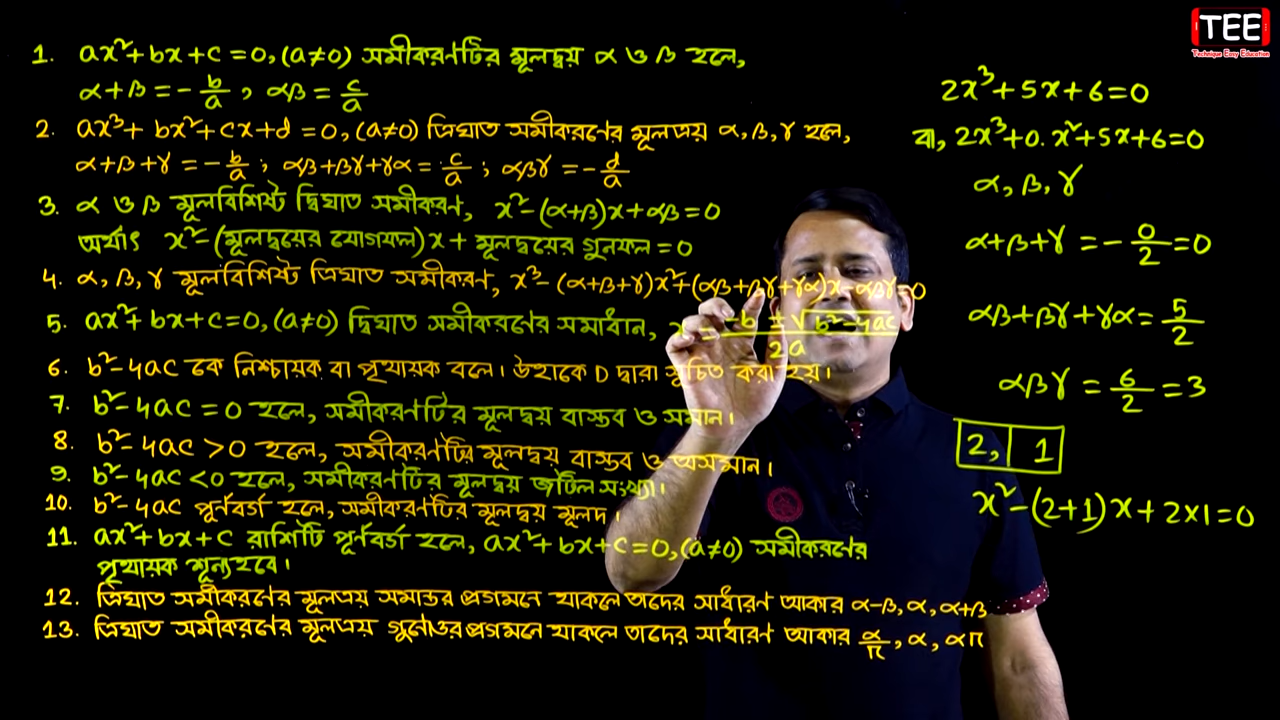 TEE
Technique Easy Education
1. ax²+bx+c=0, (a≠0) সমীকরণটির মূলদ্বয় α ও β হলে,
α+β = -b/a, αβ = c/a
2. ax³+bx²+cx+d=0, (a≠0) ত্রিঘাত সমীকরণের মূলত্রয় α, β, γ হলে,
α+β+γ = -b/a ; αβ+βγ+γα = c/a ; αβγ = -d/a
3. α ও β মূলবিশিষ্ট দ্বিঘাত সমীকরণ, x²-(α+β)x+αβ=0
অর্থাৎ x²-(মূলদ্বয়ের যোগফল)x + মূলদ্বয়ের গুনফল=0
4. α, β, γ মূলবিশিষ্ট ত্রিঘাত সমীকরণ, x³-(α+β+γ)x²+(αβ+βγ+γα)x-αβγ=0
5. ax²+bx+c=0, (a≠0) দ্বিঘাত সমীকরণের সমাধান, x = (-b ± √(b²-4ac))/2a
6. b²-4ac কে নিশ্চায়ক বা পৃথায়ক বলে। উহাকে D দ্বারা সূচিত করা হয়।
7. b²-4ac=0 হলে, সমীকরণটির মূলদ্বয় বাস্তব ও সমান।
8. b²-4ac>0 হলে, সমীকরণটির মূলদ্বয় বাস্তব ও অসমান।
9. b²-4ac<0 হলে, সমীকরণটির মূলদ্বয় জটিল সংখ্যা।
10. b²-4ac পূর্ণবর্গ হলে, সমীকরণটির মূলদ্বয় মূলদ।
11. ax²+bx+c রাশিটি পূর্ণবর্গ হলে, ax²+bx+c=0, (a≠0) সমীকরণের
পৃথায়ক শূন্য হবে।
12. ত্রিঘাত সমীকরণের মূলত্রয় সমান্তর প্রগমনে থাকলে তাদের সাধারণ আকার α-β, α, α+β
13. ত্রিঘাত সমীকরণের মূলত্রয় গুনোত্তর প্রগমনে থাকলে তাদের সাধারণ আকার α/π, α, απ
2x³+5x+6=0
বা, 2x³+0.x²+5x+6=0
α, β, γ
α+β+γ = -0/2 = 0
αβ+βγ+γα = 5/2
αβγ = 6/2 = 3
2, 1
x²-(2+1)x+2×1=0